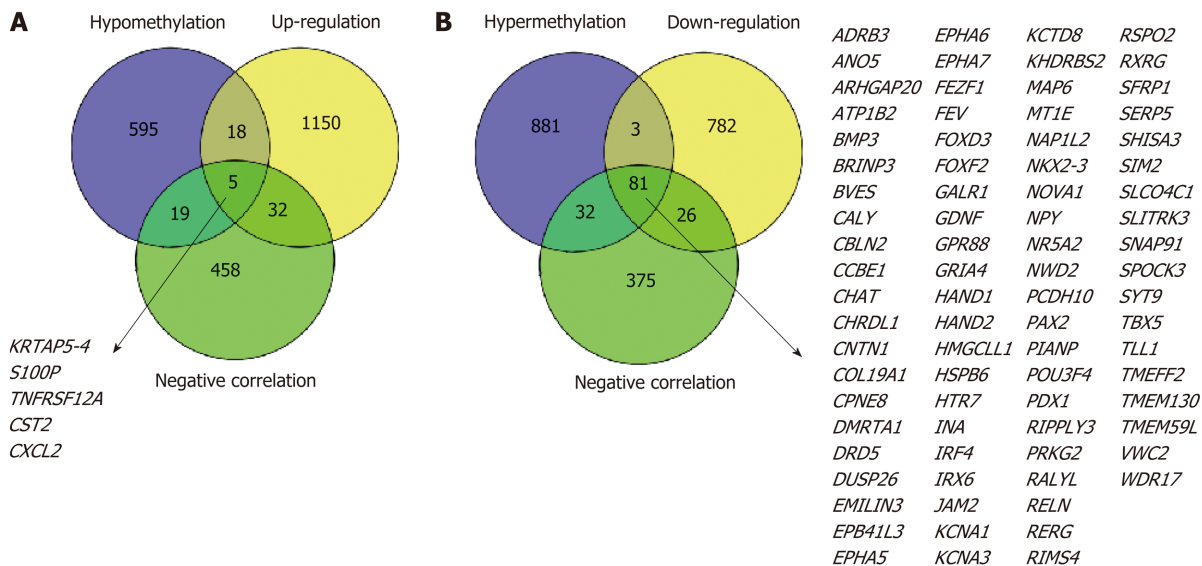 A
Hypomethylation
Up-regulation
595
18
1150
5
19
32
458
Negative correlation
KRTAP5-4
S100P
TNFRSF12A
CST2
CXCL2
B
Hypermethylation
Down-regulation
881
3
782
81
32
26
375
Negative correlation
ADRB3 EPHA6 KCTD8 RSPO2
ANO5 EPHA7 KHDRBS2 RXRG
ARHGAP20 FEZF1 MAP6 SFRP1
ATP1B2 FEV MT1E SERP5
BMP3 FOXD3 NAP1L2 SHISA3
BRINP3 FOXF2 NKX2-3 SIM2
BVES GALR1 NOVA1 SLCO4C1
CALY GDNF NPY SLITRK3
CBLN2 GPR88 NR5A2 SNAP91
CCBE1 GRIA4 NWD2 SPOCK3
CHAT HAND1 PCDH10 SYT9
CHRDL1 HAND2 PAX2 TBX5
CNTN1 HMGCLL1 PIANP TLL1
COL19A1 HSPB6 POU3F4 TMEFF2
CPNE8 HTR7 PDX1 TMEM130
DMRTA1 INA RIPPLY3 TMEM59L
DRD5 IRF4 PRKG2 VWC2
DUSP26 IRX6 RALYL WDR17
EMILIN3 JAM2 RELN
EPB41L3 KCNA1 RERG
EPHA5 KCNA3 RIMS4